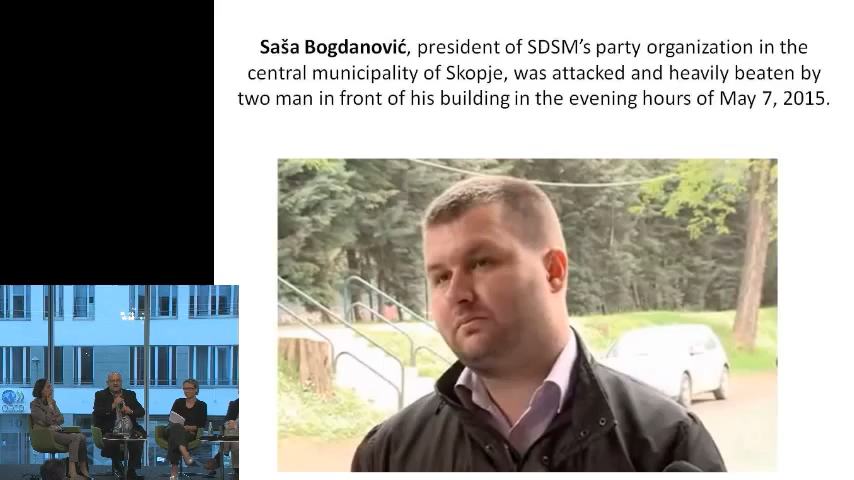 Saša Bogdanović, president of SDSM’s party organization in the
central municipality of Skopje, was attacked and heavily beaten by
two man in front of his building in the evening hours of May 7, 2015.
OECD